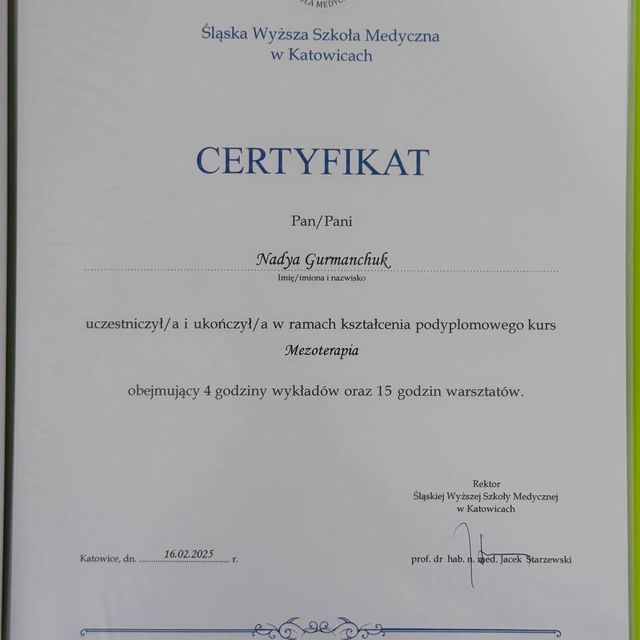 Śląska Wyższa Szkoła Medyczna
w Katowicach
CERTYFIKAT
Pan/Pani
Nadya Gurmanchuk
Imię/imiona i nazwisko
uczestniczył/a i ukończył/a w ramach kształcenia podyplomowego kurs
Mezoterapia
obejmujący 4 godziny wykładów oraz 15 godzin warsztatów.
Rektor
Śląskiej Wyższej Szkoły Medycznej
w Katowicach
Katowice, dn. 16.02.2025 r.
prof. dr hab. n. med. Jacek Starzewski